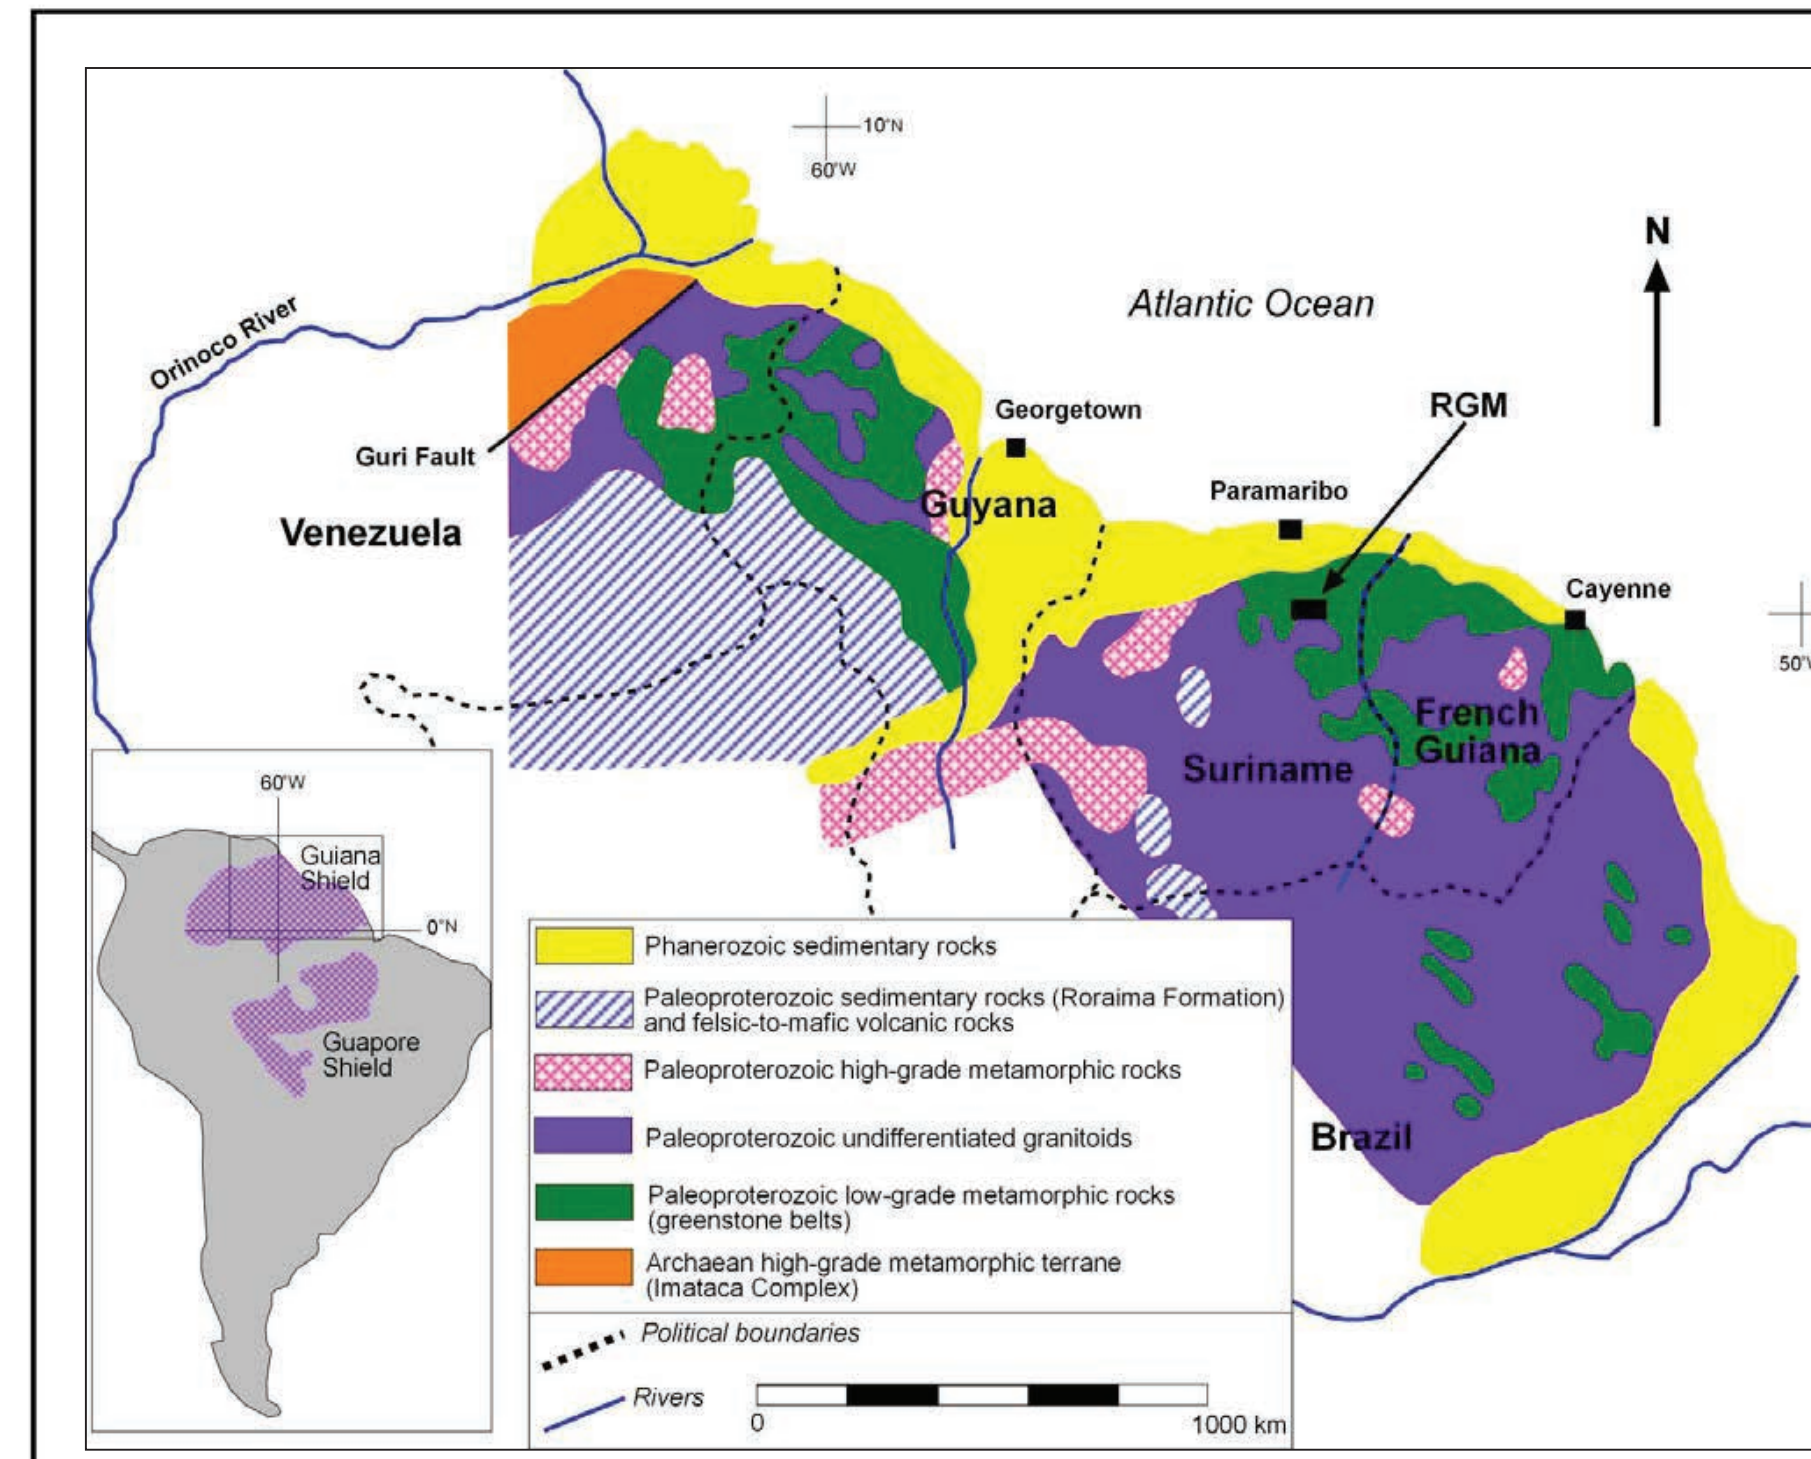 10°N
60°W
N
Atlantic Ocean
Orinoco River
RGM
Georgetown
Guri Fault
Paramaribo
Guyana
Venezuela
Cayenne
50°W
French
Guiana
Suriname
60°W
Guiana
Shield
0°N
Guapore
Shield
Phanerozoic sedimentary rocks
Paleoproterozoic sedimentary rocks (Roraima Formation)
and felsic-to-mafic volcanic rocks
Paleoproterozoic high-grade metamorphic rocks
Paleoproterozoic undifferentiated granitoids
Brazil
Paleoproterozoic low-grade metamorphic rocks
(greenstone belts)
Archaean high-grade metamorphic terrane
(Imataca Complex)
Political boundaries
Rivers
0
1000 km